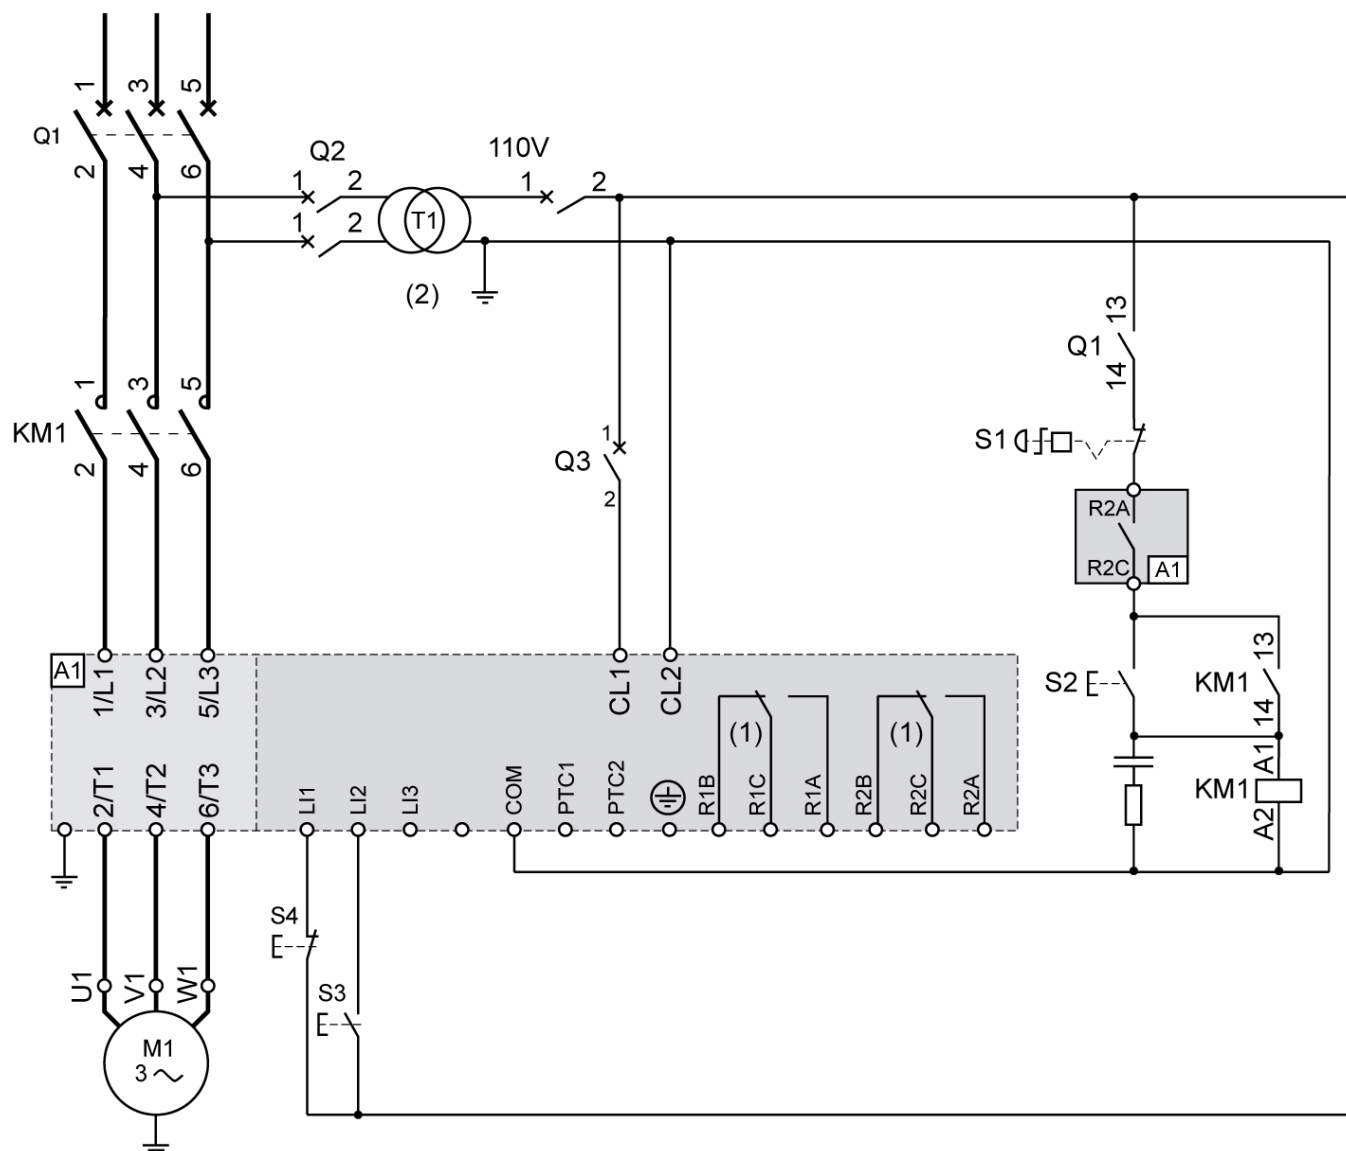 1 3 5
Q1
2 4 6
Q2
110V
1 2
1 2
1 2
T1
(2)
13
Q1
14
1 3 5
KM1
2 4 6
S1
1
Q3
2
R2A
R2C A1
A1
1/L1 3/L2 5/L3
CL1 CL2
13
S2
KM1
14
(1) (1)
2/T1 4/T2 6/T3
LI1 LI2 LI3 COM PTC1 PTC2 R1B R1C R1A R2B R2C R2A
A1
KM1
A2
S4
U1 V1 W1
S3
M1
3